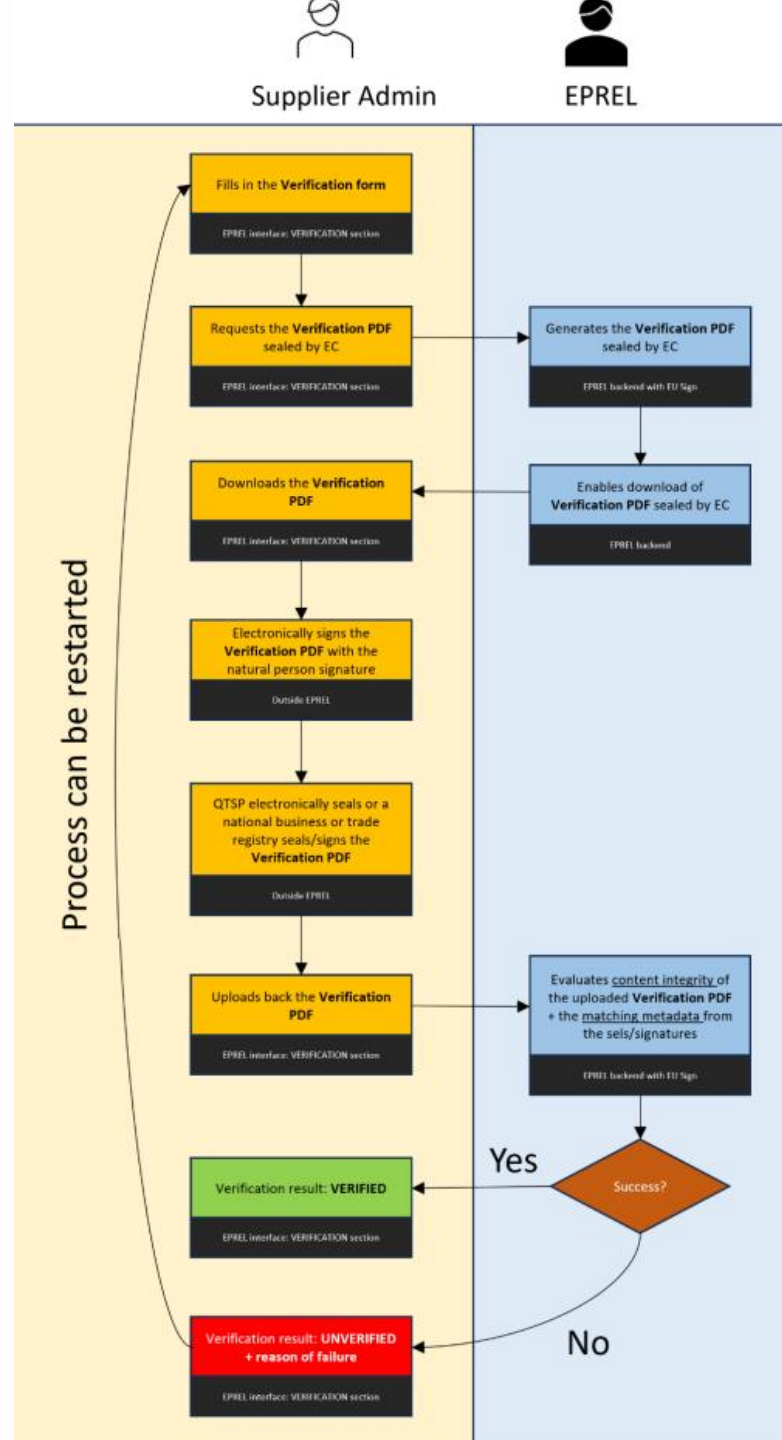 Supplier Admin
EPREL
Fills in the Verification form
EPREL interface: VERIFICATION section
Requests the Verification PDF
sealed by EC
EPREL interface: VERIFICATION section
Generates the Verification PDF
sealed by EC
EPREL backend with EU Sign
Downloads the Verification
PDF
EPREL interface: VERIFICATION section
Enables download of
Verification PDF sealed by EC
EPREL backend
Electronically signs the
Verification PDF with the
natural person signature
Outside EPREL
Process can be restarted
QTSP electronically seals or a
national business or trade
registry seals/signs the
Verification PDF
Outside EPREL
Uploads back the Verification
PDF
EPREL interface: VERIFICATION section
Evaluates content integrity of
the uploaded Verification PDF
+ the matching metadata from
the sels/signatures
EPREL backend with EU Sign
Success?
Yes
Verification result: VERIFIED
EPREL interface: VERIFICATION section
No
Verification result: UNVERIFIED
+ reason of failure
EPREL interface: VERIFICATION section